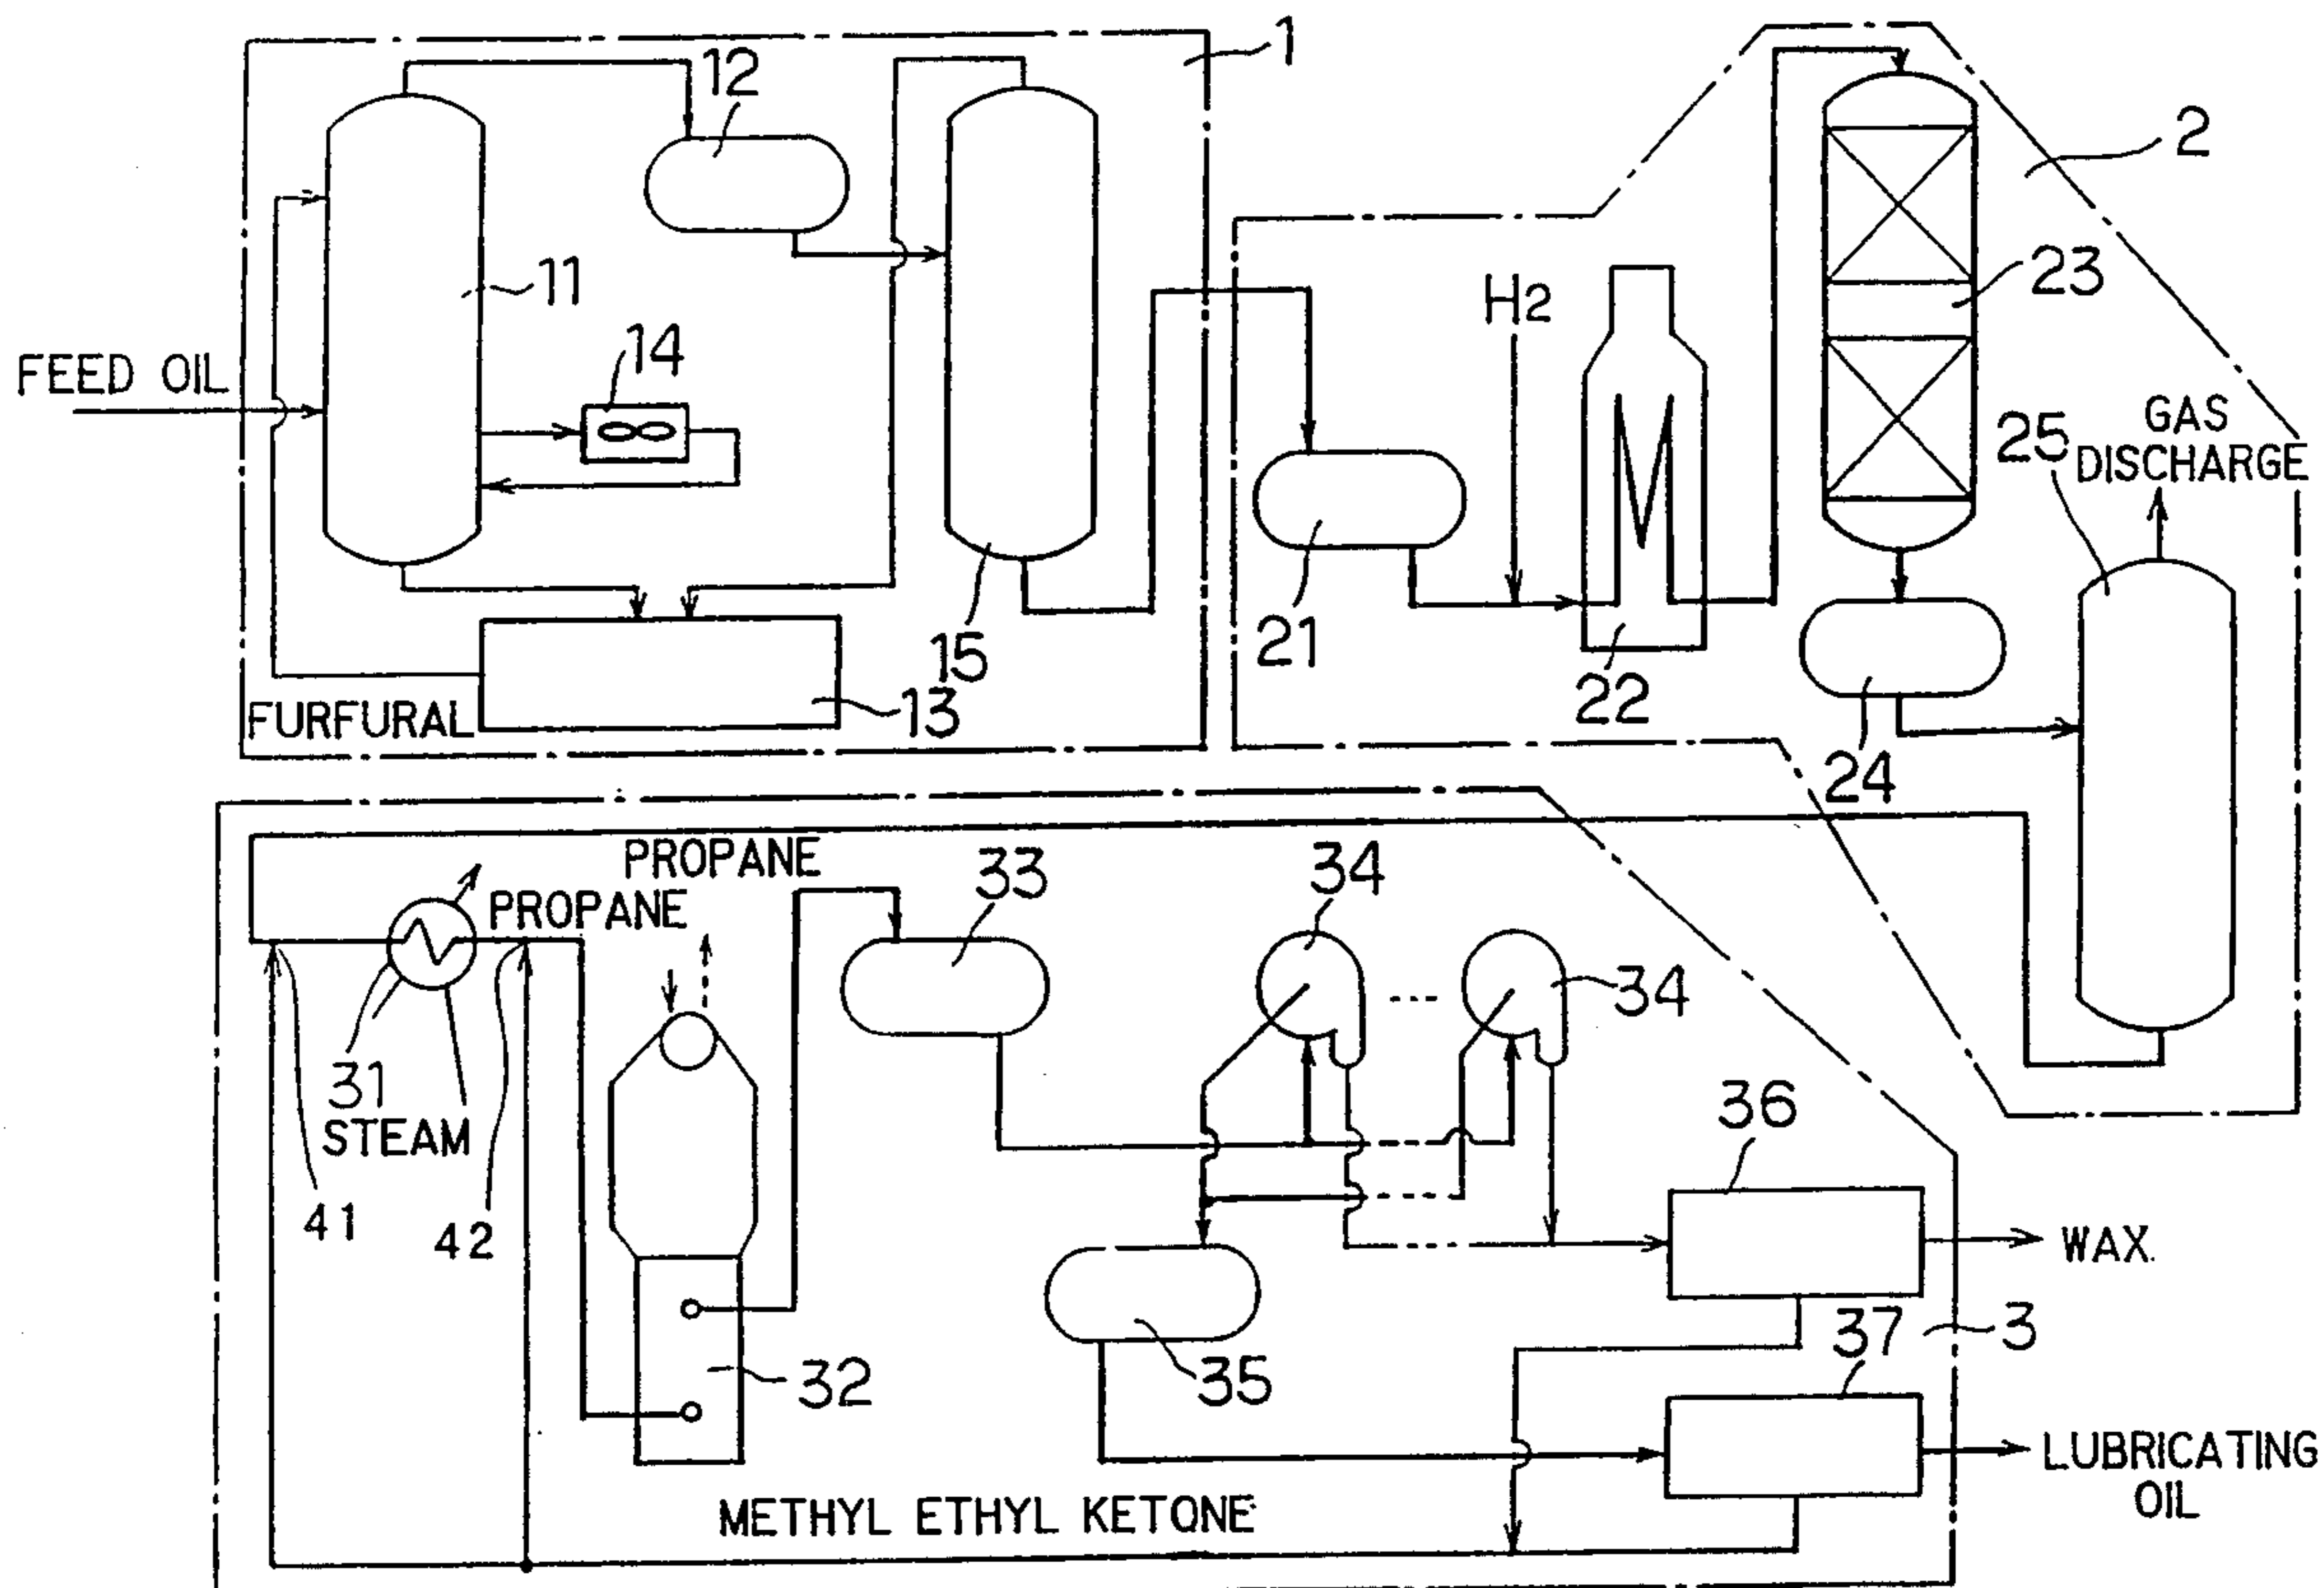 1
12
2
11
23
H2
14
FEED OIL
GAS
DISCHARGE
25
21
15
22
13
FURFURAL
24
PROPANE
PROPANE
33
34
34
31
STEAM
36
41
42
WAX.
37
3
32
35
LUBRICATING
OIL
METHYL ETHYL KETONE